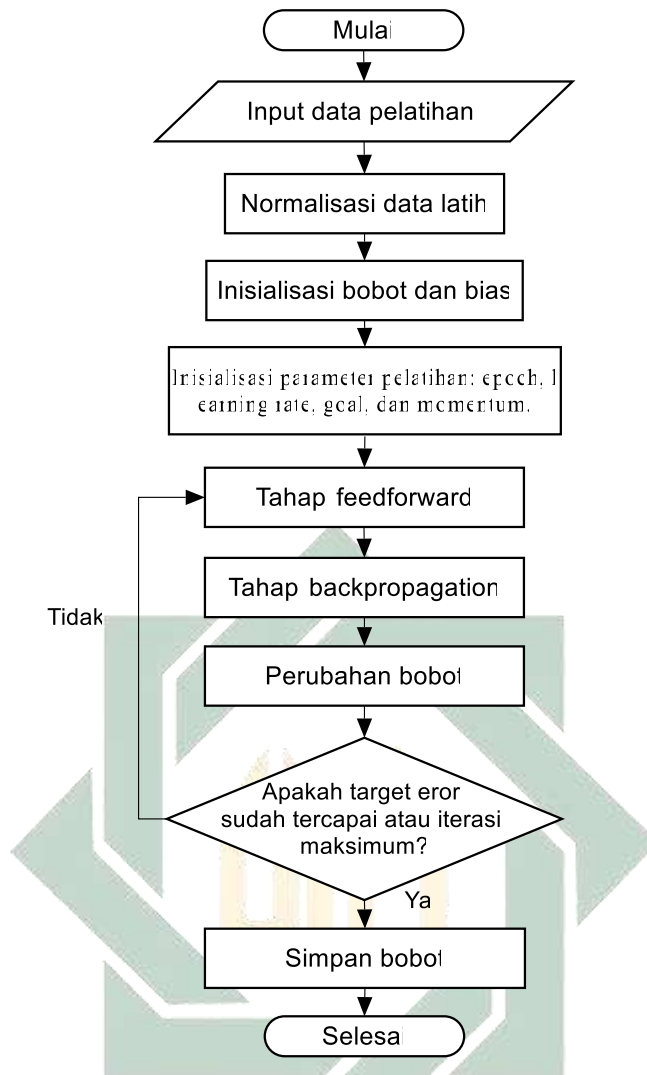 Mulai
Input data pelatihan
Normalisasi data latih
Inisialisasi bobot dan bias
Inisialisasi parameter pelatihan: epoch, l
earning rate, goal, dan momentum.
Tahap feedforward
Tahap backpropagation
Tidak
Perubahan bobot
Apakah target eror
sudah tercapai atau iterasi
maksimum?
Ya
Simpan bobot
Selesai